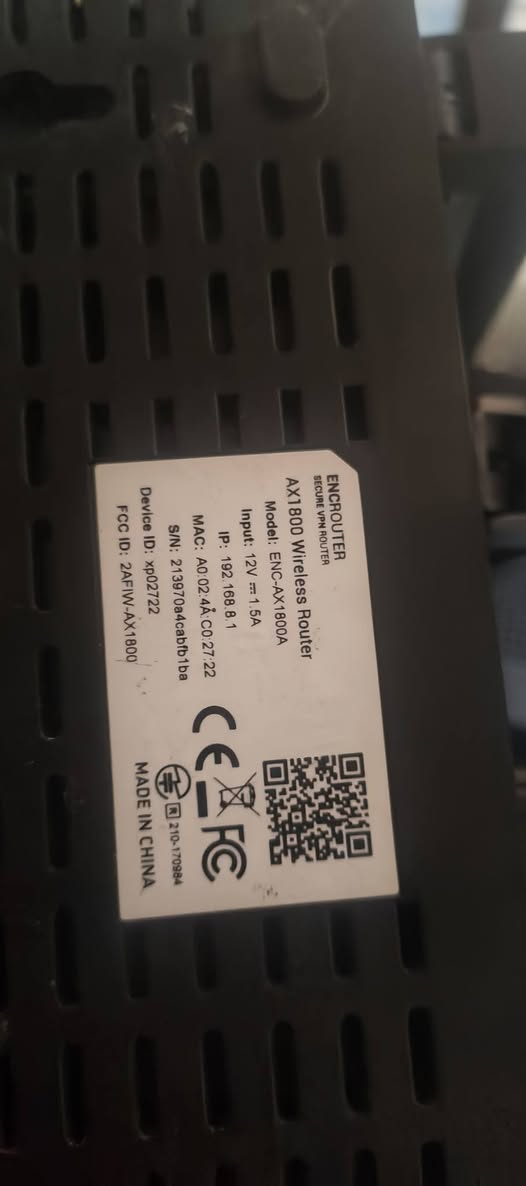 ENCROUTER
SECURE VPN ROUTER
AX1800 Wireless Router
Model: ENC-AX1800A
Input: 12V ⎓ 1.5A
IP: 192.168.8.1
MAC: A0:02:4A:C0:27:22
S/N: 213970a4cabfb1ba
Device ID: xp02722
FCC ID: 2AFIW-AX1800
CE FC
R 210-170984
MADE IN CHINA